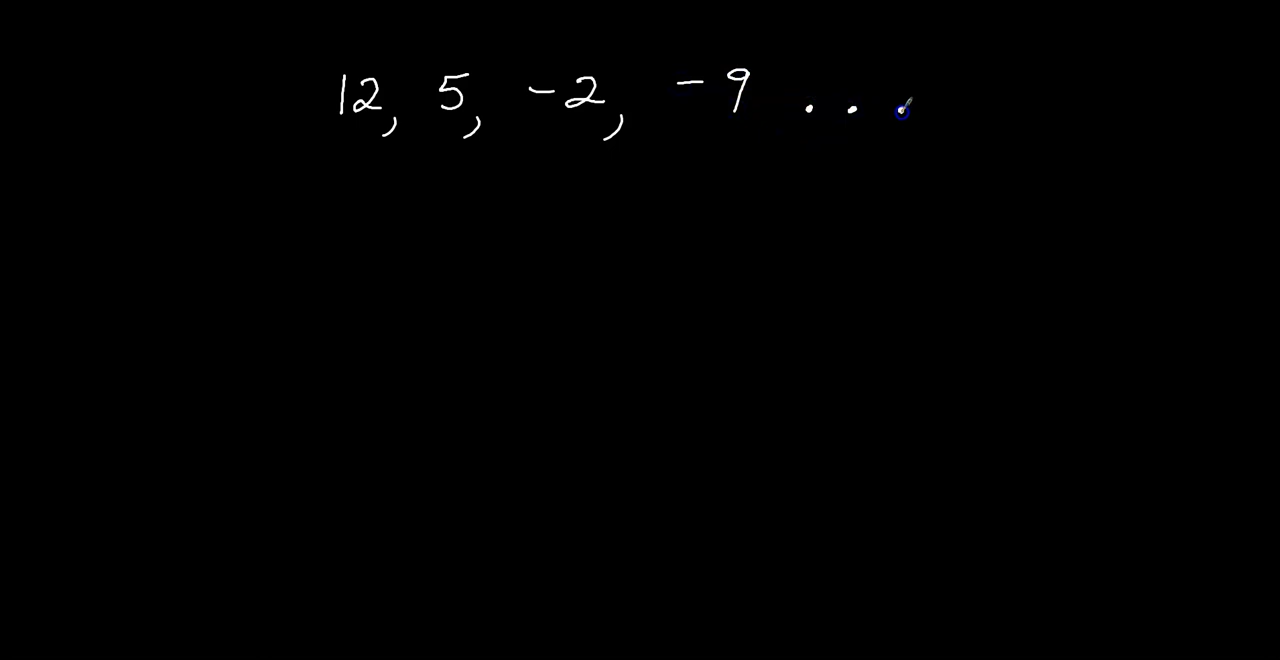 12, 5, -2, -9 . . .